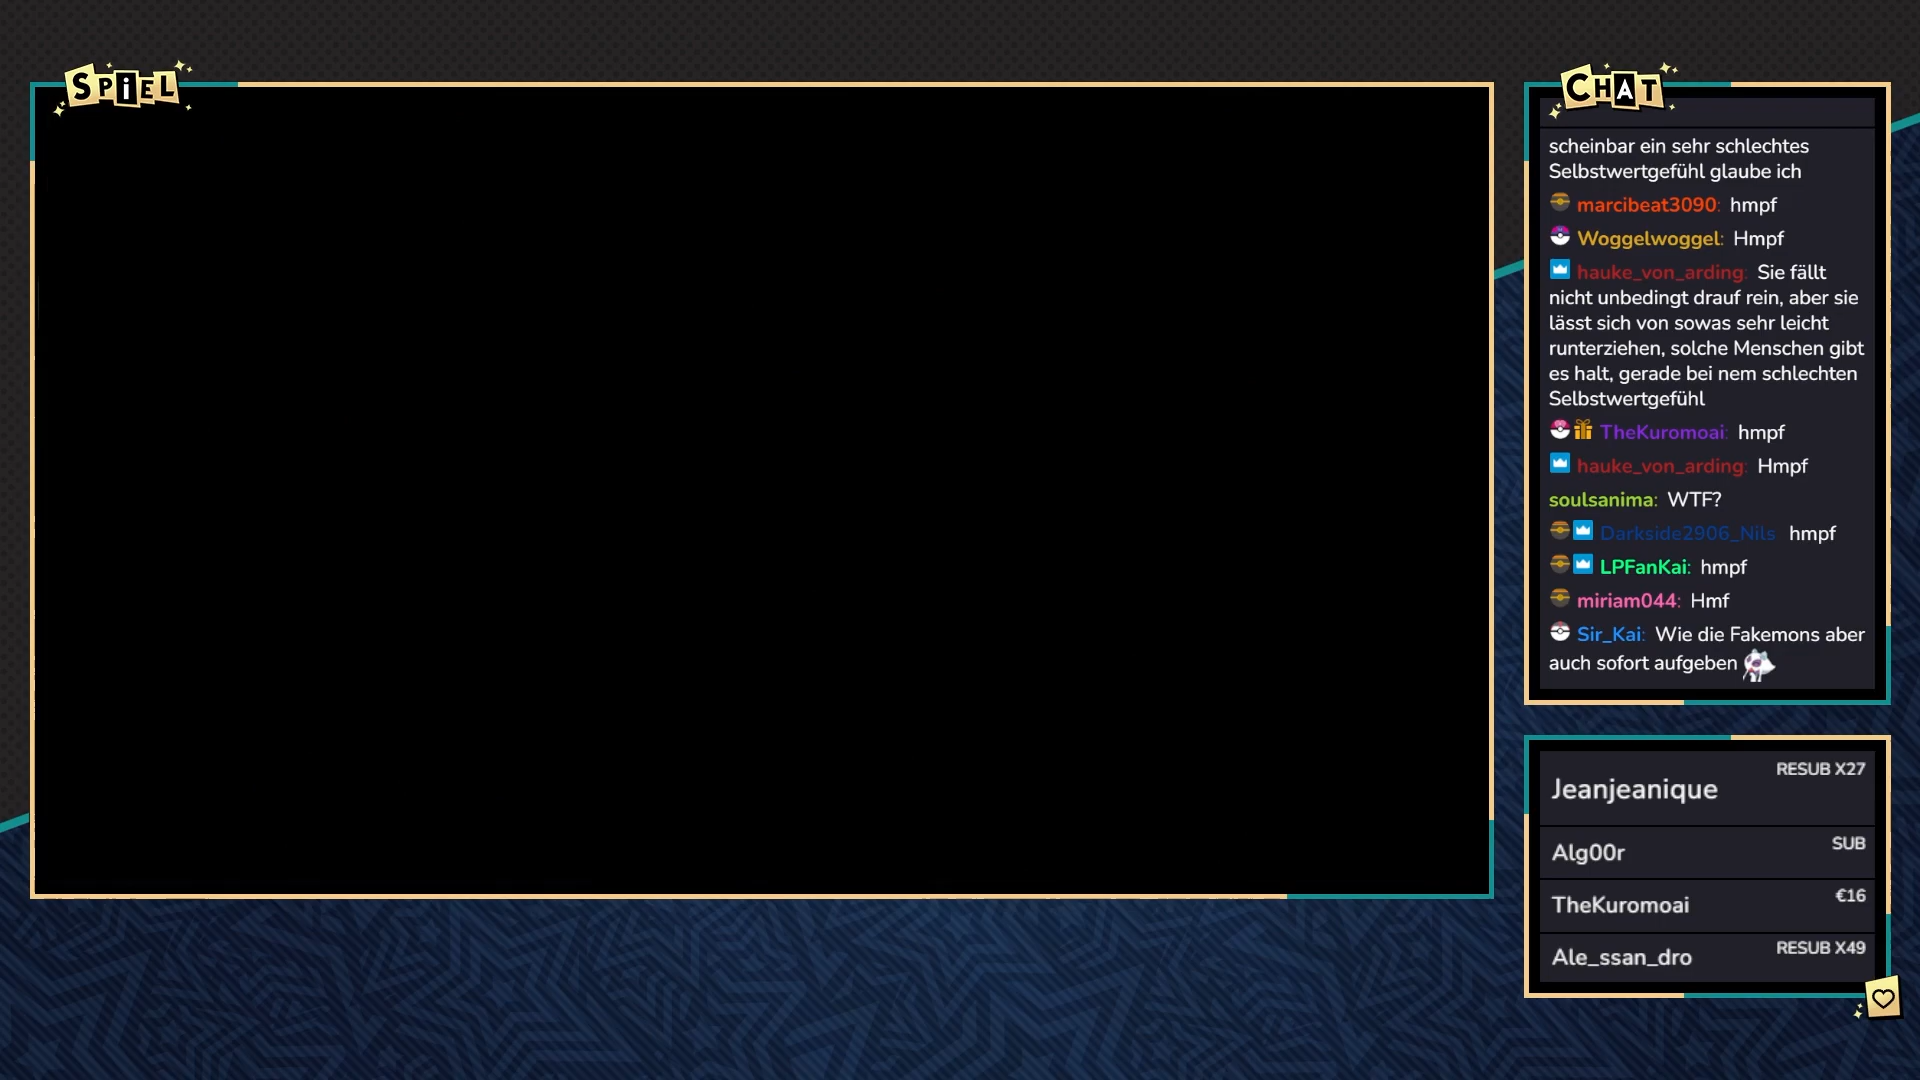 SPiEL
CHAT
scheinbar ein sehr schlechtes
Selbstwertgefühl glaube ich
marcibeat3090: hmpf
Woggelwoggel: Hmpf
hauke_von_arding: Sie fällt
nicht unbedingt drauf rein, aber sie
lässt sich von sowas sehr leicht
runterziehen, solche Menschen gibt
es halt, gerade bei nem schlechten
Selbstwertgefühl
TheKuromoai: hmpf
hauke_von_arding: Hmpf
soulsanima: WTF?
Darkside2906_Nils hmpf
LPFanKai: hmpf
miriam044: Hmf
Sir_Kai: Wie die Fakemons aber
auch sofort aufgeben
RESUB X27
Jeanjeanique
SUB
Alg00r
€16
TheKuromoai
RESUB X49
Ale_ssan_dro